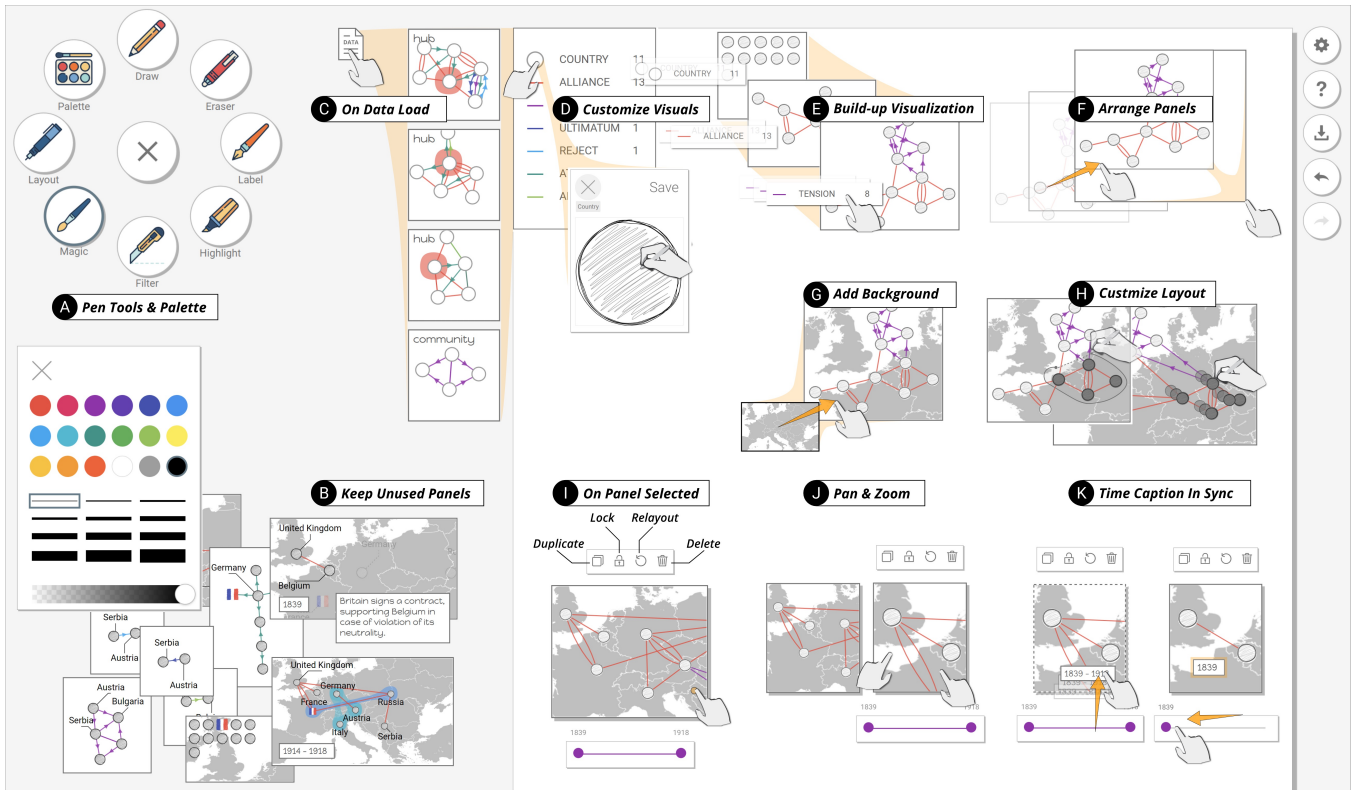 Draw
Palette
Eraser
Layout
Label
Magic
Highlight
Filter
A Pen Tools & Palette
B Keep Unused Panels
United Kingdom
Germany
Belgium
1839
Britain signs a contract,
supporting Belgium in
case of violation of its
neutrality.
Germany
Serbia
Austria
Serbia
Austria
Austria
Bulgaria
Serbia
United Kingdom
Germany
France
Russia
Austria
Italy
Serbia
1914 - 1918
DATA
C On Data Load
hub
hub
hub
community
COUNTRY 11
ALLIANCE 13
ULTIMATUM 1
REJECT 1
D Customize Visuals
Save
Country
COUNTRY 11
ALLIANCE 13
TENSION 8
E Build-up Visualization
F Arrange Panels
G Add Background
H Custmize Layout
I On Panel Selected
Lock
Relayout
Duplicate
Delete
1839
1918
J Pan & Zoom
1839
1918
K Time Caption In Sync
1839
1839
1839